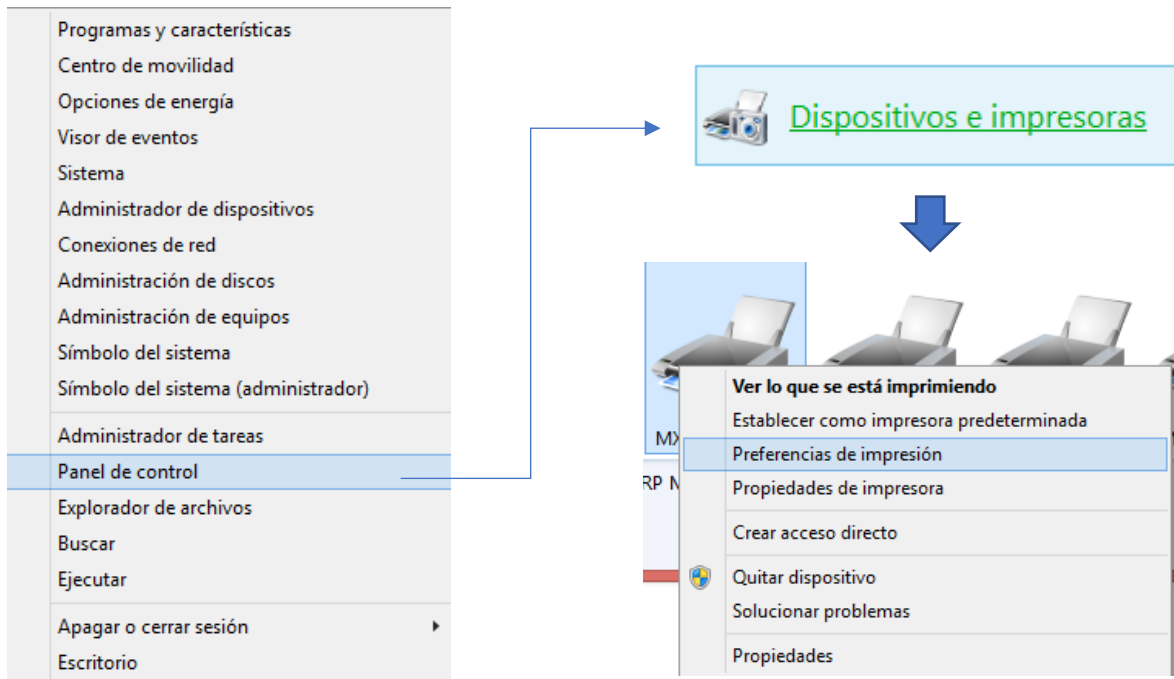 Programas y características
Centro de movilidad
Opciones de energía
Visor de eventos
Sistema
Administrador de dispositivos
Conexiones de red
Administración de discos
Administración de equipos
Símbolo del sistema
Símbolo del sistema (administrador)
Administrador de tareas
Panel de control
Explorador de archivos
Buscar
Ejecutar
Apagar o cerrar sesión
Escritorio
Dispositivos e impresoras
MX
RP
Ver lo que se está imprimiendo
Establecer como impresora predeterminada
Preferencias de impresión
Propiedades de impresora
Crear acceso directo
Quitar dispositivo
Solucionar problemas
Propiedades